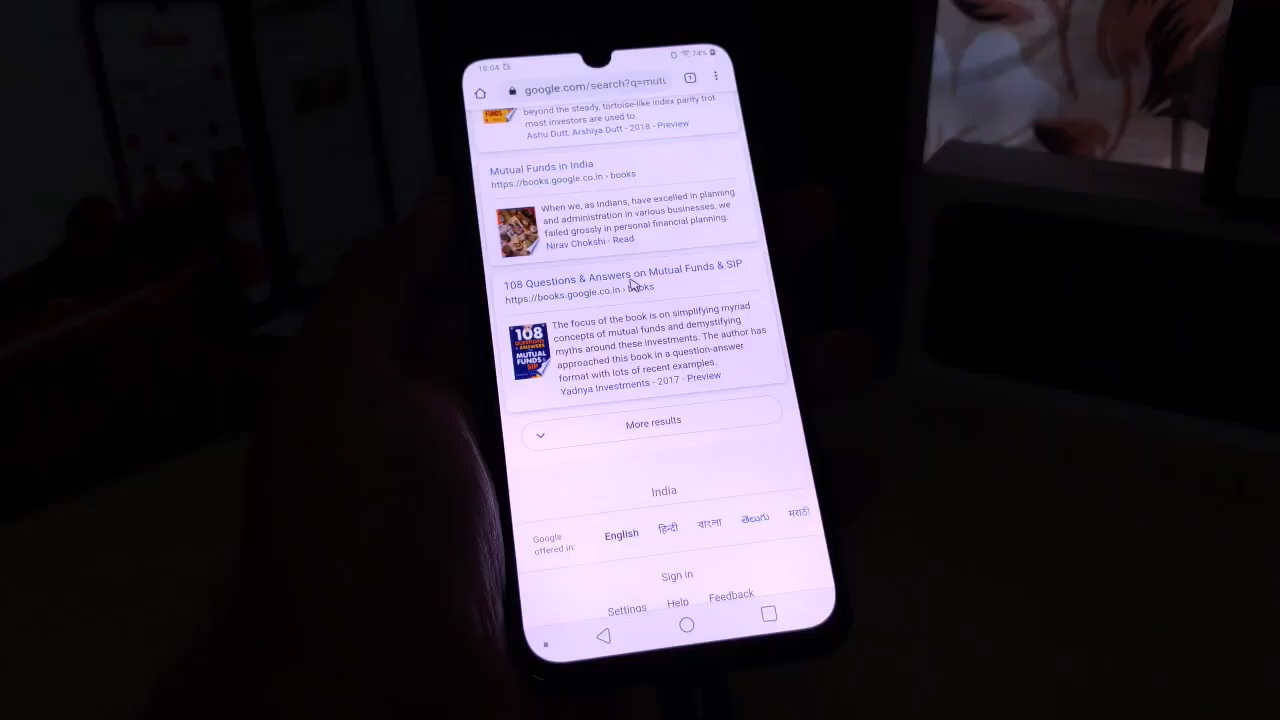 18:04
74%
google.com/search?q=mutu
1
FUNDS
beyond the steady, tortoise-like index parity trot
most investors are used to.
Ashu Dutt, Arshiya Dutt - 2018 - Preview
Mutual Funds in India
https://books.google.co.in › books
When we, as Indians, have excelled in planning
and administration in various businesses, we
failed grossly in personal financial planning.
Nirav Chokshi - Read
108 Questions & Answers on Mutual Funds & SIP
https://books.google.co.in › books
108
QUESTIONS
& ANSWERS
MUTUAL
FUNDS &
SIP
The focus of the book is on simplifying myriad
concepts of mutual funds and demystifying
myths around these investments. The author has
approached this book in a question-answer
format with lots of recent examples.
Yadnya Investments - 2017 - Preview
More results
India
Google
offered in:
English हिन्दी বাংলা తెలుగు मराठी
Sign in
Settings Help Feedback